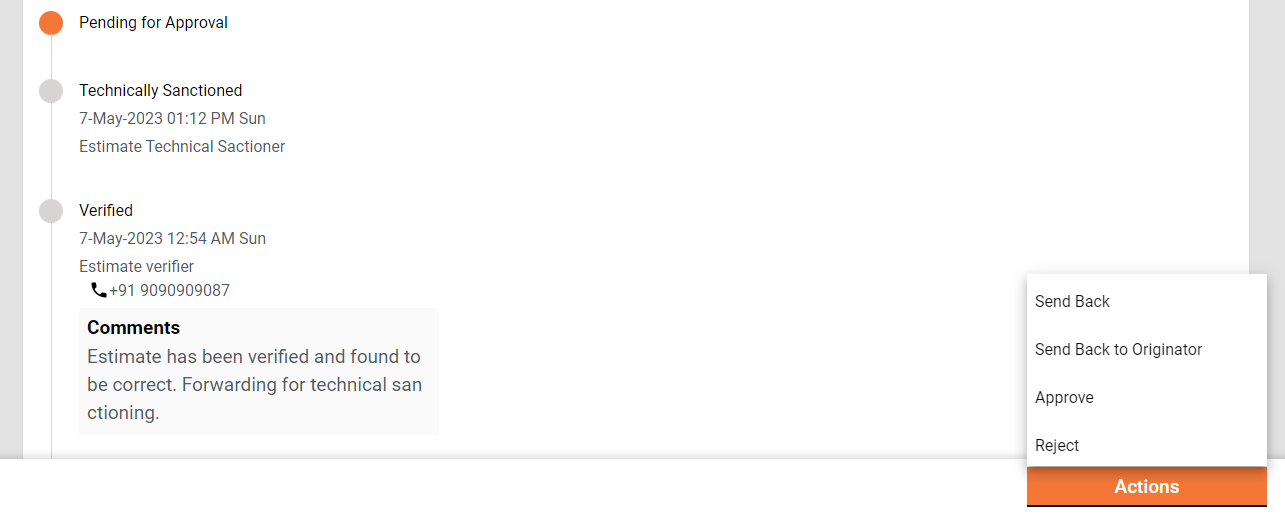 Pending for Approval
Technically Sanctioned
7-May-2023 01:12 PM Sun
Estimate Technical Sactioner
Verified
7-May-2023 12:54 AM Sun
Estimate verifier
+91 9090909087
Comments
Estimate has been verified and found to
be correct. Forwarding for technical san
ctioning.
Send Back
Send Back to Originator
Approve
Reject
Actions